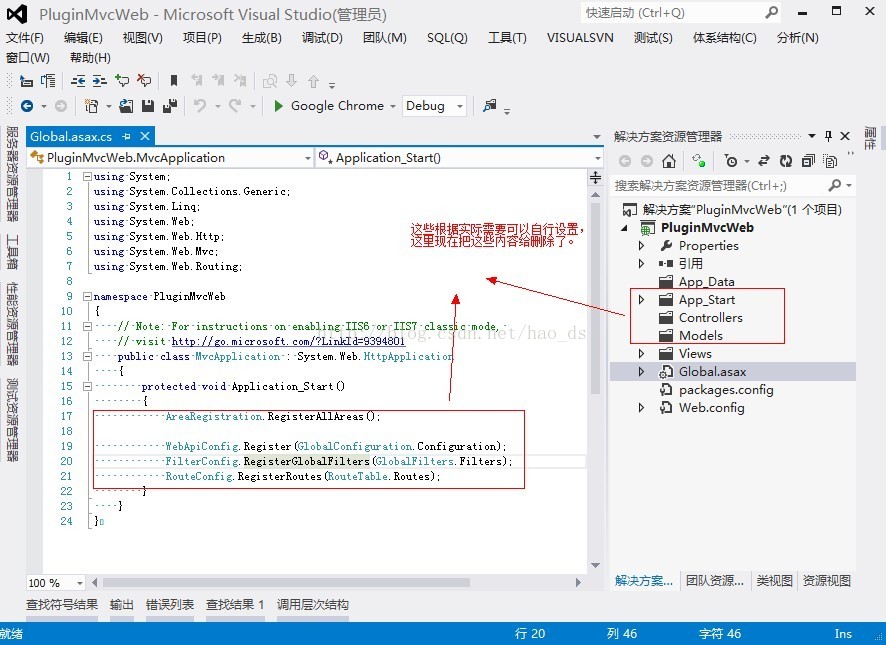 PluginMvcWeb - Microsoft Visual Studio(管理员)
快速启动 (Ctrl+Q)
文件(F) 编辑(E) 视图(V) 项目(P) 生成(B) 调试(D) 团队(M) SQL(Q) 工具(T) VISUALSVN 测试(S) 体系结构(C) 分析(N)
窗口(W) 帮助(H)
Google Chrome Debug
服务器资源管理器
工具箱
性能资源管理器
测试资源管理器
Global.asax.cs
PluginMvcWeb.MvcApplication Application_Start()
1 using System;
2 using System.Collections.Generic;
3 using System.Linq;
4 using System.Web;
5 using System.Web.Http;
6 using System.Web.Mvc;
7 using System.Web.Routing;
8
9 namespace PluginMvcWeb
10 {
11 // Note: For instructions on enabling IIS6 or IIS7 classic mode,
12 // visit http://go.microsoft.com/?LinkId=9394801
13 public class MvcApplication : System.Web.HttpApplication
14 {
15 protected void Application_Start()
16 {
17 AreaRegistration.RegisterAllAreas();
18
19 WebApiConfig.Register(GlobalConfiguration.Configuration);
20 FilterConfig.RegisterGlobalFilters(GlobalFilters.Filters);
21 RouteConfig.RegisterRoutes(RouteTable.Routes);
22 }
23 }
24 }
这些根据实际需要可以自行设置,
这里现在把这些内容给删除了。
blog.csdn.net/hao_ds
100 %
解决方案资源管理器
搜索解决方案资源管理器(Ctrl+;)
解决方案"PluginMvcWeb"(1 个项目)
PluginMvcWeb
Properties
引用
App_Data
App_Start
Controllers
Models
Views
Global.asax
packages.config
Web.config
解决方案... 团队资源... 类视图 资源视图
属性
查找符号结果 输出 错误列表 查找结果 1 调用层次结构
就绪 行 20 列 46 字符 46 Ins